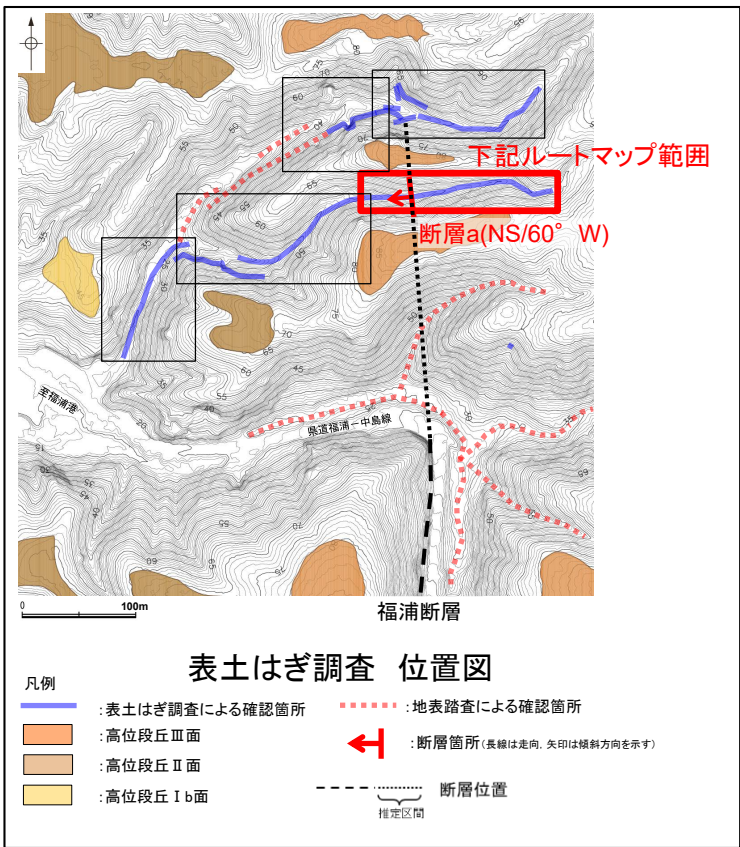 下記ルートマップ範囲
断層a(NS/60° W)
至福浦港
県道福浦ー中島線
0 100m
福浦断層
表土はぎ調査 位置図
凡例
:表土はぎ調査による確認箇所
:地表踏査による確認箇所
:高位段丘Ⅲ面
:断層箇所(長線は走向,矢印は傾斜方向を示す)
:高位段丘Ⅱ面
:高位段丘Ⅰb面
断層位置
推定区間